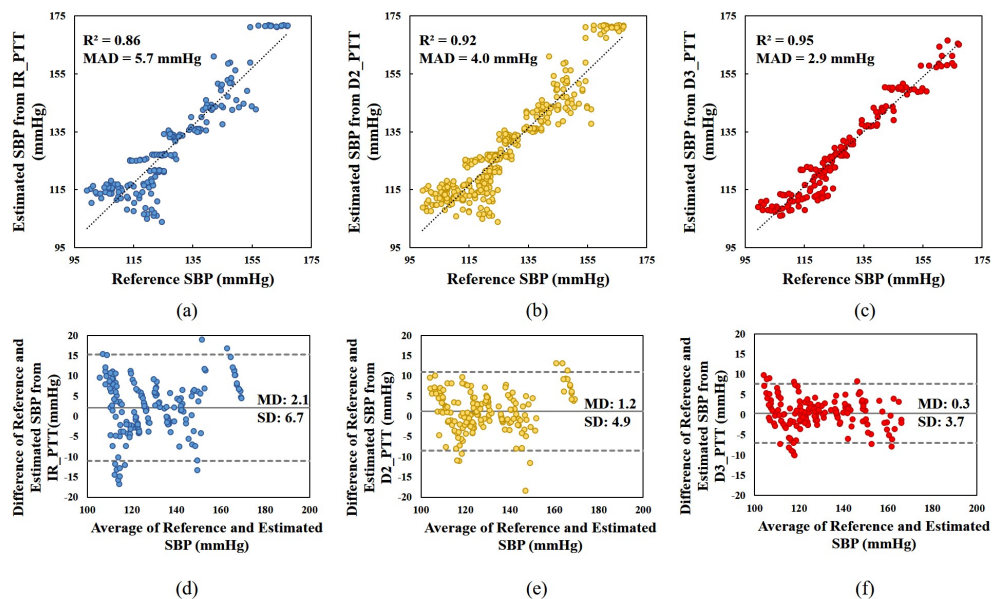 175
155
135
115
95
Estimated SBP from IR_PTT
(mmHg)
R² = 0.86
MAD = 5.7 mmHg
75
95
115
135
155
175
Reference SBP (mmHg)
(a)
175
155
135
115
95
Estimated SBP from D2_PTT
(mmHg)
R² = 0.92
MAD = 4.0 mmHg
75
95
115
135
155
175
Reference SBP (mmHg)
(b)
175
155
135
115
95
Estimated SBP from D3_PTT
(mmHg)
R² = 0.95
MAD = 2.9 mmHg
75
95
115
135
155
175
Reference SBP (mmHg)
(c)
20
15
10
5
0
-5
-10
-15
-20
Difference of Reference and
Estimated SBP from
IR_PTT (mmHg)
MD: 2.1
SD: 6.7
100
120
140
160
180
200
Average of Reference and Estimated
SBP (mmHg)
(d)
20
15
10
5
0
-5
-10
-15
-20
Difference of Reference and
Estimated SBP from
D2_PTT (mmHg)
MD: 1.2
SD: 4.9
100
120
140
160
180
200
Average of Reference and Estimated
SBP (mmHg)
(e)
20
15
10
5
0
-5
-10
-15
-20
Difference of Reference and
Estimated SBP from
D3_PTT (mmHg)
MD: 0.3
SD: 3.7
100
120
140
160
180
200
Average of Reference and Estimated
SBP (mmHg)
(f)